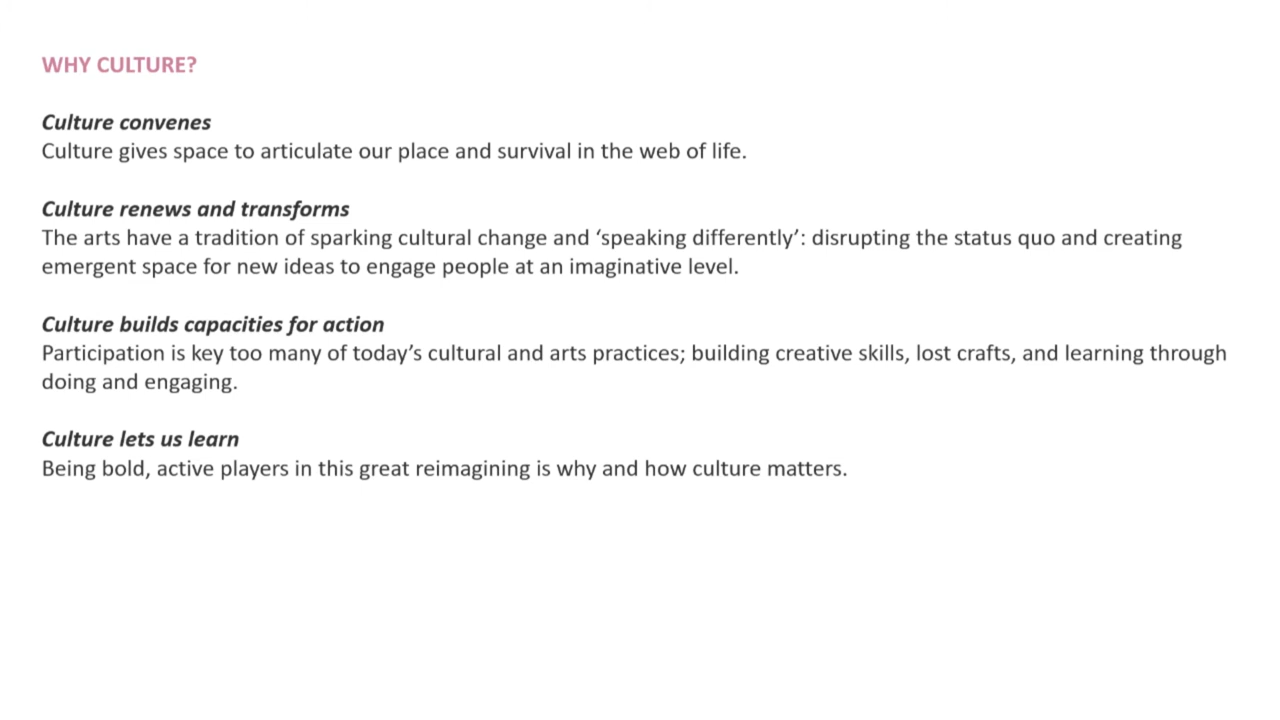 WHY CULTURE?
Culture convenes
Culture gives space to articulate our place and survival in the web of life.
Culture renews and transforms
The arts have a tradition of sparking cultural change and ‘speaking differently’: disrupting the status quo and creating
emergent space for new ideas to engage people at an imaginative level.
Culture builds capacities for action
Participation is key too many of today’s cultural and arts practices; building creative skills, lost crafts, and learning through
doing and engaging.
Culture lets us learn
Being bold, active players in this great reimagining is why and how culture matters.